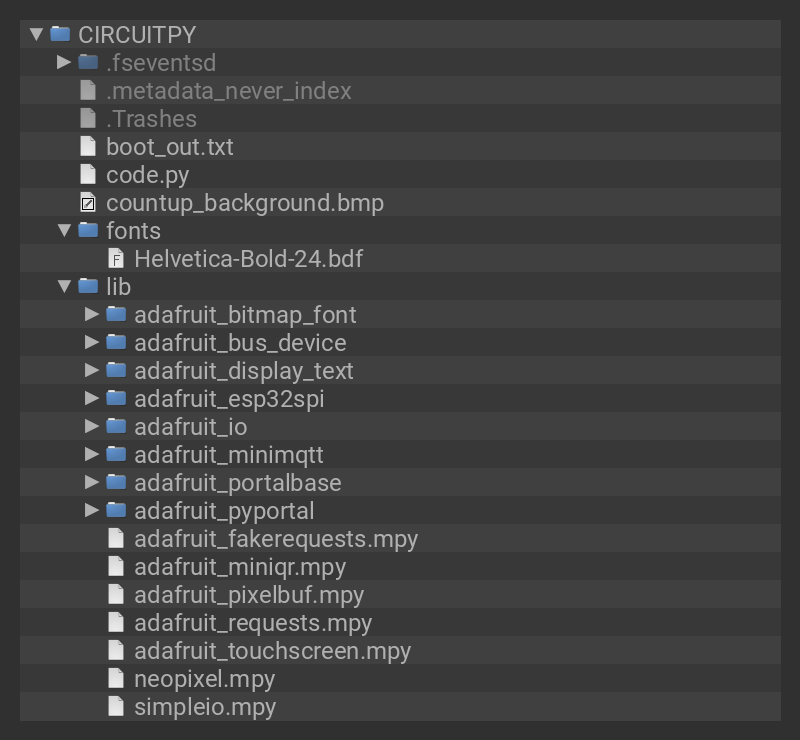 CIRCUITPY
.fseventsd
.metadata_never_index
.Trashes
boot_out.txt
code.py
countup_background.bmp
fonts
F Helvetica-Bold-24.bdf
lib
adafruit_bitmap_font
adafruit_bus_device
adafruit_display_text
adafruit_esp32spi
adafruit_io
adafruit_minimqtt
adafruit_portalbase
adafruit_pyportal
adafruit_fakerequests.mpy
adafruit_miniqr.mpy
adafruit_pixelbuf.mpy
adafruit_requests.mpy
adafruit_touchscreen.mpy
neopixel.mpy
simpleio.mpy